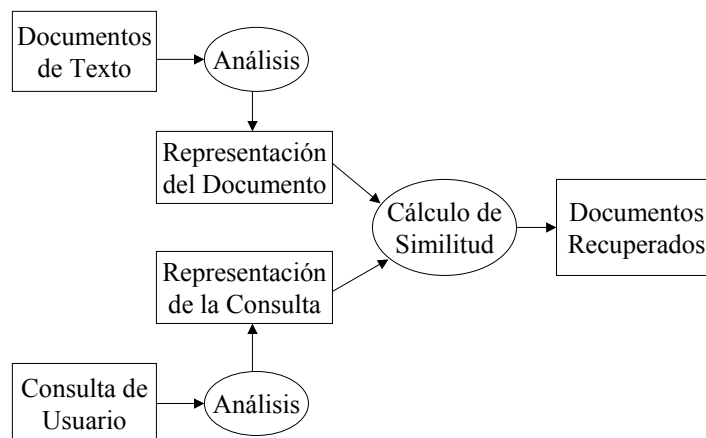 Documentos
de Texto
Análisis
Representación
del Documento
Cálculo de
Similitud
Documentos
Recuperados
Representación
de la Consulta
Consulta de
Usuario
Análisis